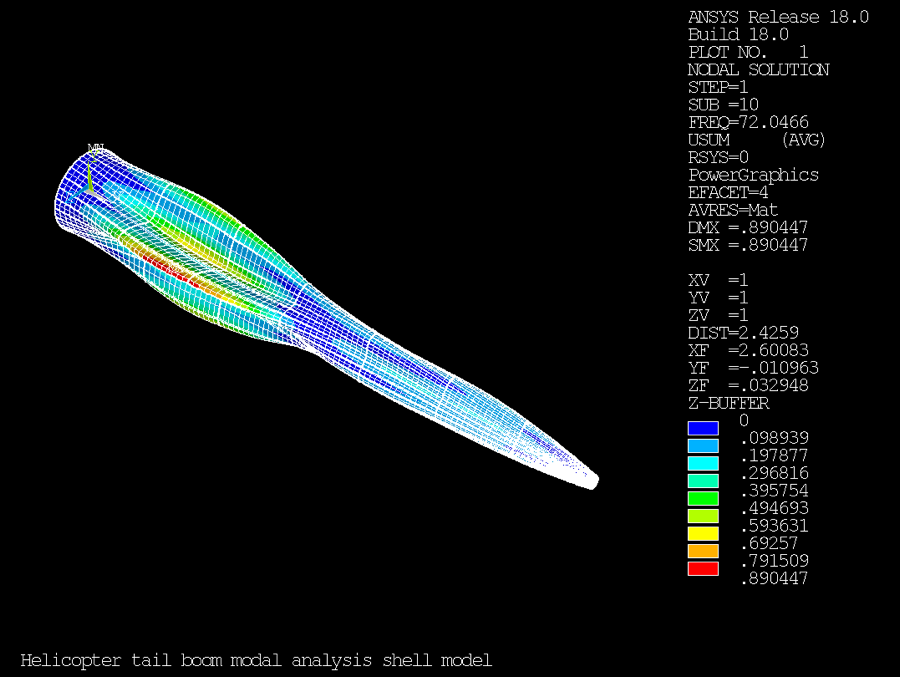 ANSYS Release 18.0
Build 18.0
PLOT NO.   1
NODAL SOLUTION
STEP=1
SUB =10
FREQ=72.0466
USUM     (AVG)
RSYS=0
PowerGraphics
EFACET=4
AVRES=Mat
DMX =.890447
SMX =.890447
XV  =1
YV  =1
ZV  =1
DIST=2.4259
XF  =2.60083
YF  =-.010963
ZF  =.032948
Z-BUFFER
0
.098939
.197877
.296816
.395754
.494693
.593631
.69257
.791509
.890447
MN
Helicopter tail boom modal analysis shell model